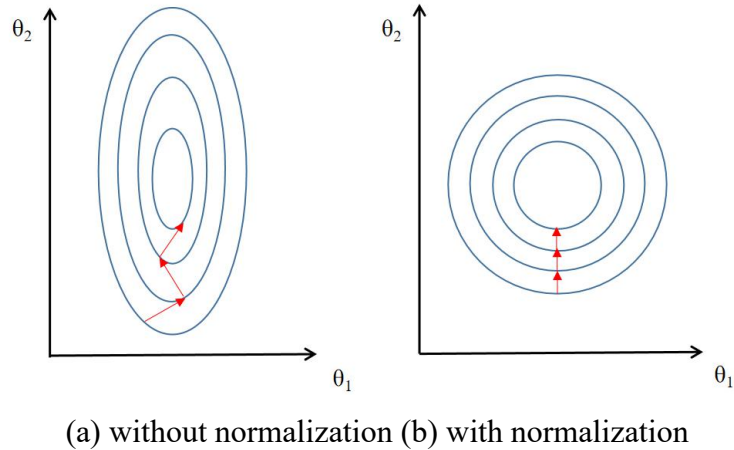 θ2
θ2
θ1
θ1
(a) without normalization (b) with normalization